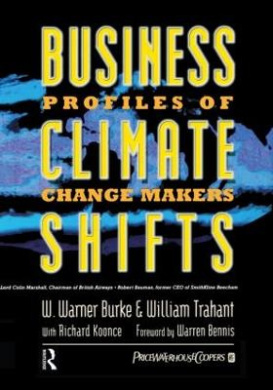 BUSINESS
PROFILES OF
CLIMATE
CHANGE MAKERS
SHIFTS
Lord Colin Marshall, Chairman of British Airways • Robert Bauman, former CEO of SmithKline Beecham
W. Warner Burke & William Trahant
With Richard Koonce Foreword by Warren Bennis
Routledge
PRICEWATERHOUSECOOPERS